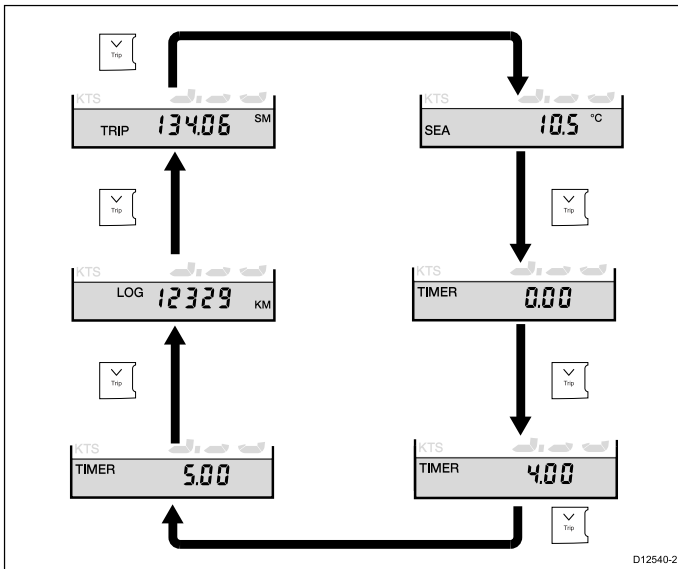 Trip
KTS
TRIP 134.06 SM
KTS
SEA 10.5 °C
Trip
Trip
KTS
LOG 12329 KM
KTS
TIMER 0.00
Trip
Trip
KTS
TIMER 5.00
KTS
TIMER 4.00
Trip
D12540-2